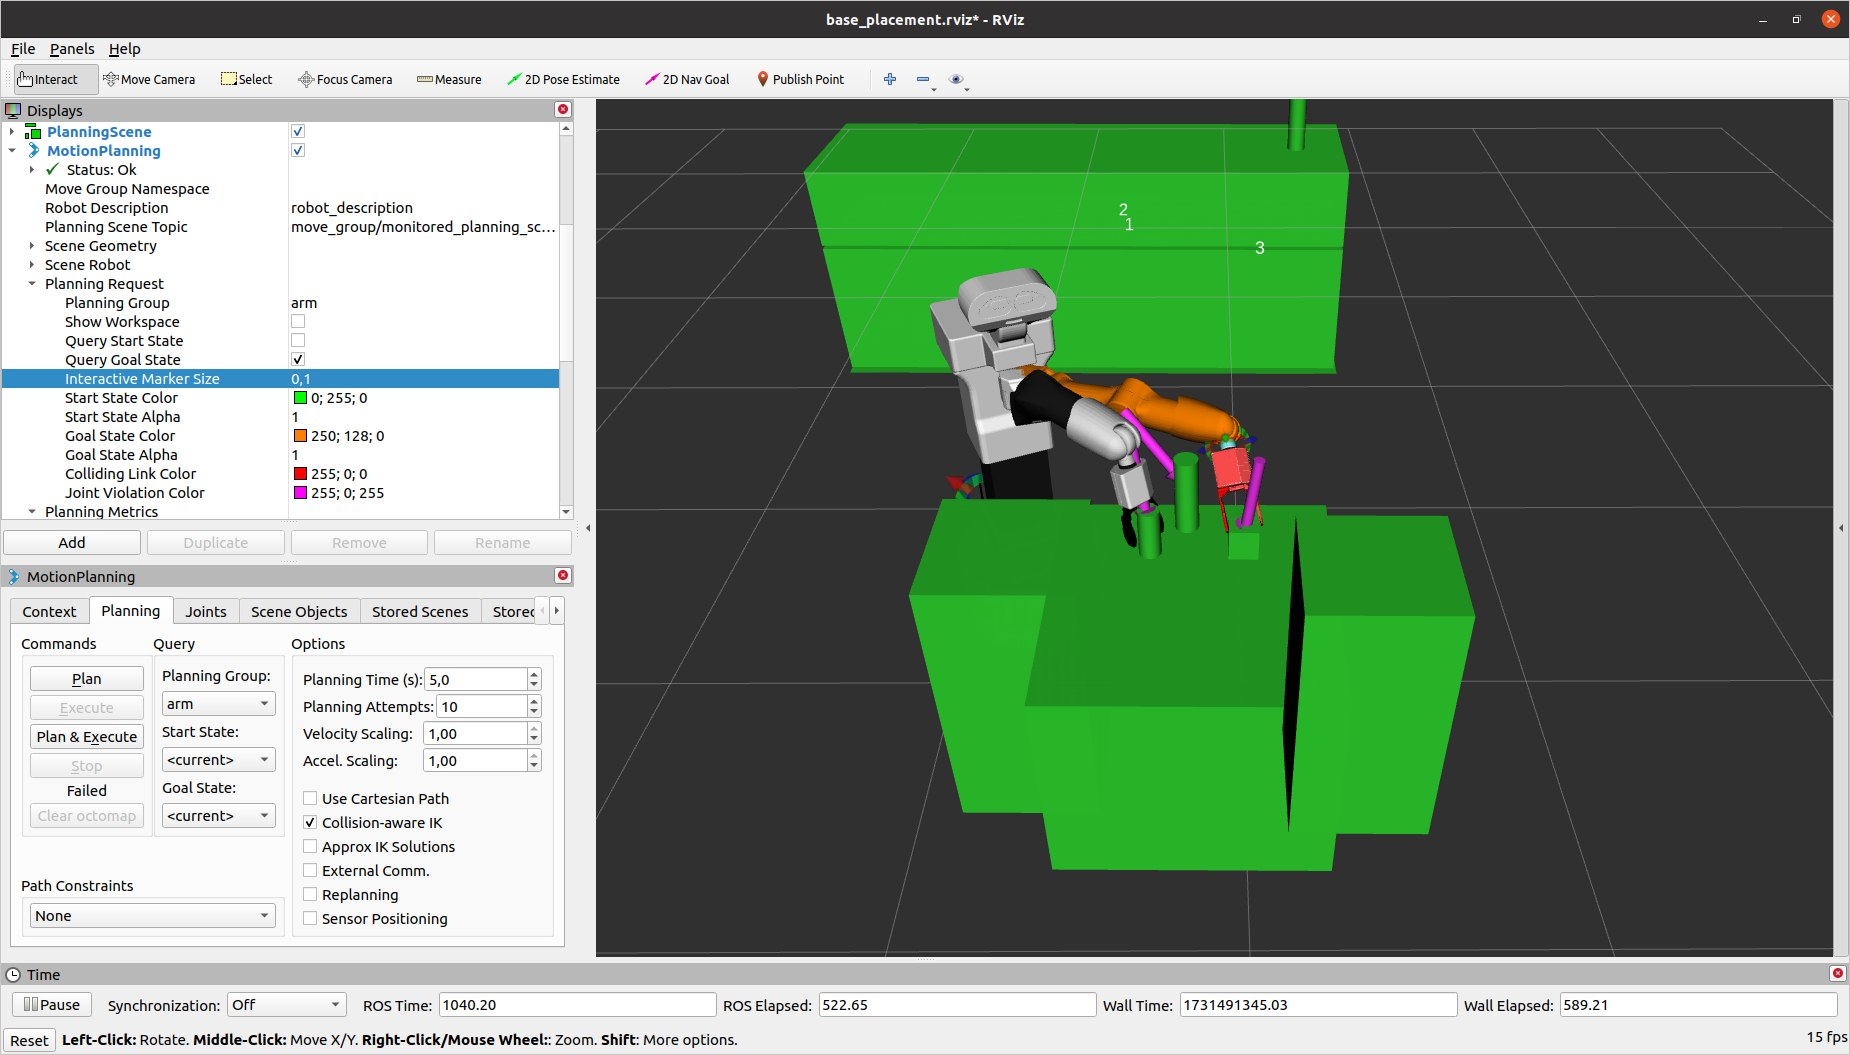 base_placement.rviz* - RViz
File Panels Help
Interact Move Camera Select Focus Camera Measure 2D Pose Estimate 2D Nav Goal Publish Point
Displays
PlanningScene
MotionPlanning
Status: Ok
Move Group Namespace
Robot Description robot_description
Planning Scene Topic move_group/monitored_planning_sc...
Scene Geometry
Scene Robot
Planning Request
Planning Group arm
Show Workspace
Query Start State
Query Goal State
Interactive Marker Size 0,1
Start State Color 0; 255; 0
Start State Alpha 1
Goal State Color 250; 128; 0
Goal State Alpha 1
Colliding Link Color 255; 0; 0
Joint Violation Color 255; 0; 255
Planning Metrics
Add Duplicate Remove Rename
MotionPlanning
Context Planning Joints Scene Objects Stored Scenes Stored
Commands Query Options
Plan Planning Group: Planning Time (s): 5,0
Execute arm Planning Attempts: 10
Plan & Execute Start State: Velocity Scaling: 1,00
Stop <current> Accel. Scaling: 1,00
Failed Goal State: Use Cartesian Path
Clear octomap <current> Collision-aware IK
Approx IK Solutions
External Comm.
Path Constraints Replanning
None Sensor Positioning
2
1
3
Time
Pause Synchronization: Off ROS Time: 1040.20 ROS Elapsed: 522.65 Wall Time: 1731491345.03 Wall Elapsed: 589.21
Reset Left-Click: Rotate. Middle-Click: Move X/Y. Right-Click/Mouse Wheel:: Zoom. Shift: More options. 15 fps